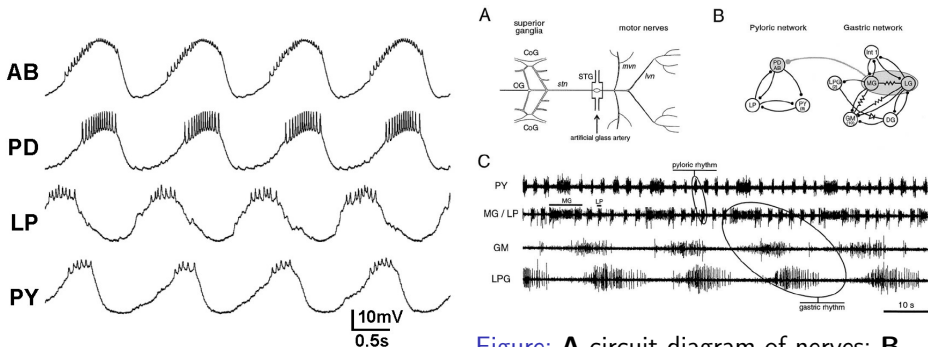 AB
PD
LP
PY
10mV
0.5s
A
superior
ganglia
motor nerves
CoG
OG
CoG
stn
STG
mvn
lvn
artificial glass artery
B
Pyloric network
Gastric network
PD
AB
LP
PY
Int 1
LPG
MG
LG
GM
DG
C
pyloric rhythm
PY
MG
LP
MG / LP
GM
LPG
gastric rhythm
10 s
Figure: A circuit diagram of nerves; B